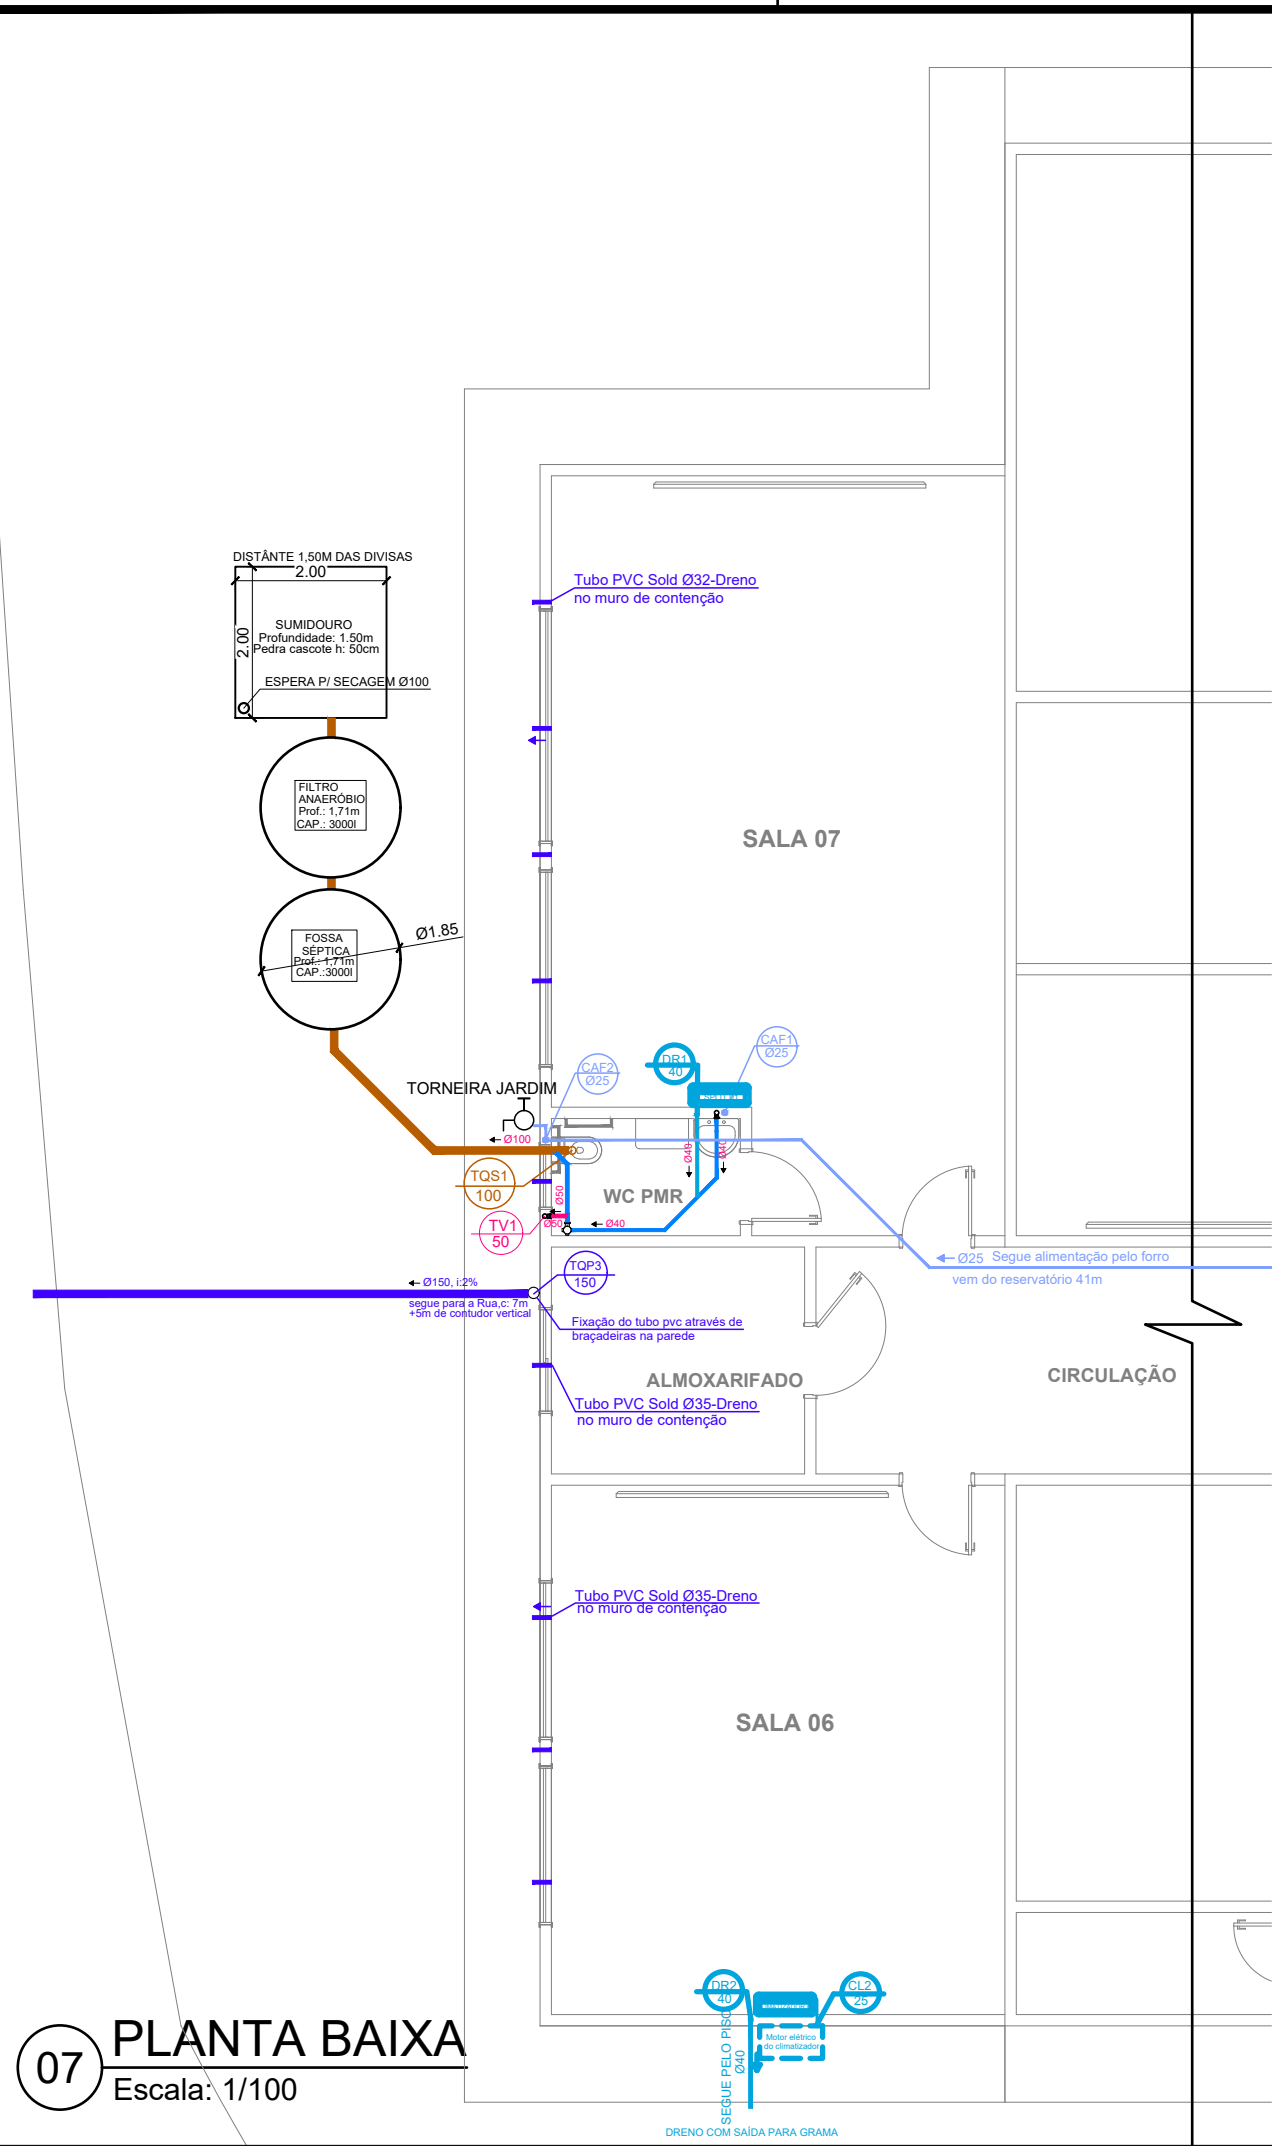 DISTÂNTE 1,50M DAS DIVISAS
2.00
2.00
SUMIDOURO
Profundidade: 1.50m
Pedra cascote h: 50cm
ESPERA P/ SECAGEM Ø100
FILTRO
ANAERÓBIO
Prof.: 1,71m
CAP.: 3000l
FOSSA
SÉPTICA
Prof.: 1,71m
CAP.:3000l
Ø1.85
Tubo PVC Sold Ø32-Dreno
no muro de contenção
SALA 07
CAF1
Ø25
DR1
40
CAF2
Ø25
TORNEIRA JARDIM
Ø100
TQS1
100
Ø40
Ø40
WC PMR
Ø50
Ø50
Ø40
TV1
50
Ø25 Segue alimentação pelo forro
vem do reservatório 41m
TQP3
150
Ø150, i:2%
segue para a Rua,c: 7m
+5m de contudor vertical
Fixação do tubo pvc através de
braçadeiras na parede
ALMOXARIFADO
CIRCULAÇÃO
Tubo PVC Sold Ø35-Dreno
no muro de contenção
Tubo PVC Sold Ø35-Dreno
no muro de contenção
SALA 06
DR2
40
CL2
25
Motor elétrico
do climatizador
SEGUE PELO PISO
Ø40
DRENO COM SAÍDA PARA GRAMA
07
PLANTA BAIXA
Escala: 1/100